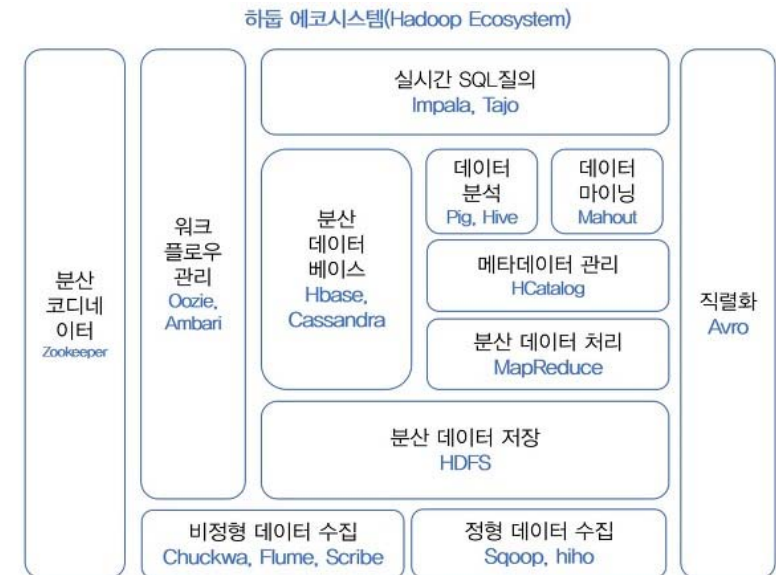 하둡 에코시스템(Hadoop Ecosystem)
분산
코디네
이터
Zookeeper
워크
플로우
관리
Oozie,
Ambari
실시간 SQL질의
Impala, Tajo
분산
데이터
베이스
Hbase,
Cassandra
데이터
분석
Pig, Hive
데이터
마이닝
Mahout
메타데이터 관리
HCatalog
분산 데이터 처리
MapReduce
분산 데이터 저장
HDFS
직렬화
Avro
비정형 데이터 수집
Chuckwa, Flume, Scribe
정형 데이터 수집
Sqoop, hiho